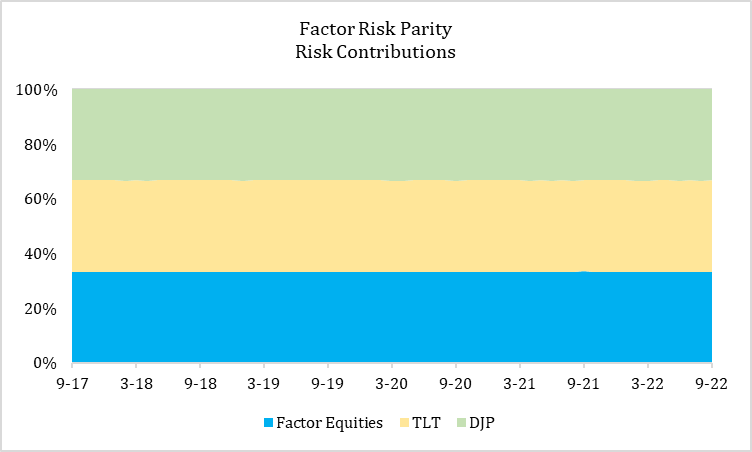 Factor Risk Parity
Risk Contributions
100%
80%
60%
40%
20%
0%
9-17 3-18 9-18 3-19 9-19 3-20 9-20 3-21 9-21 3-22 9-22
Factor Equities TLT DJP